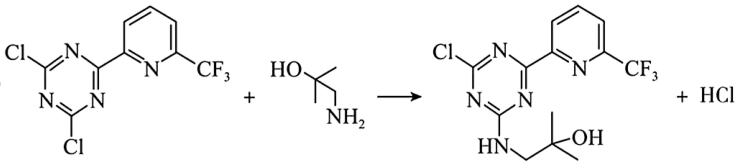 Cl N N CF₃ N N Cl + HO NH₂ Cl N N CF₃ N N HN OH + HCl